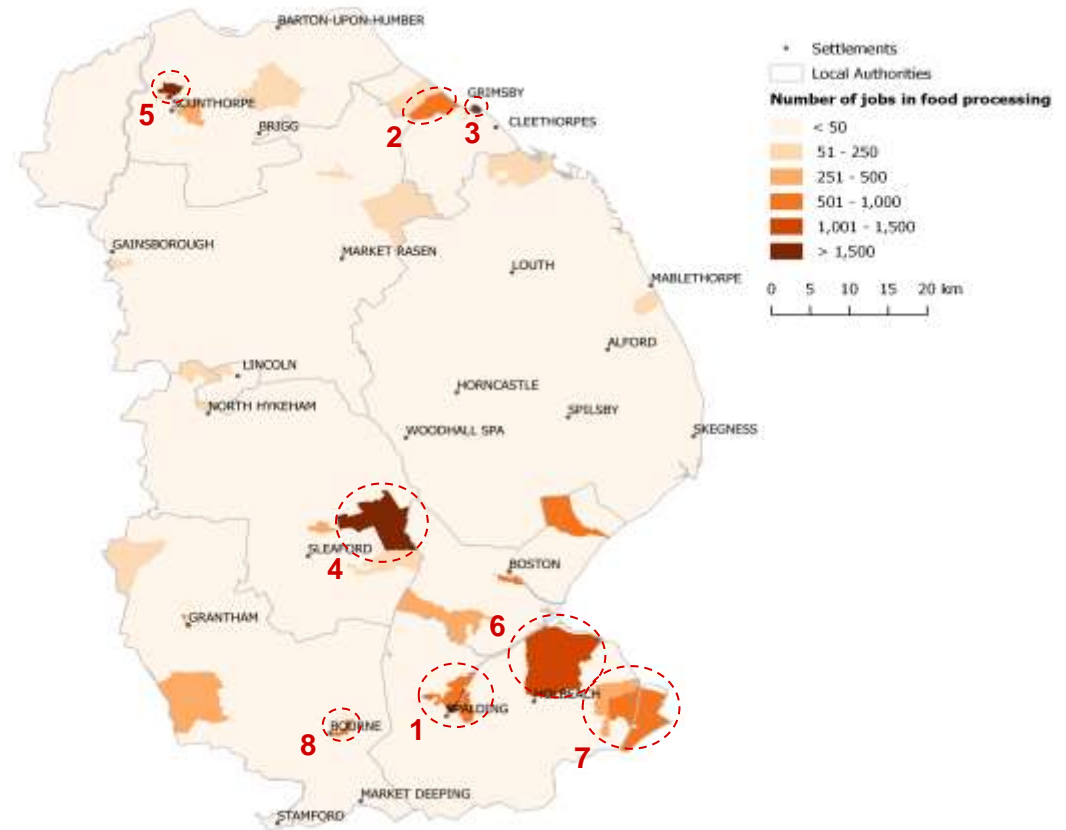 BARTON-UPON-HUMBER
Settlements
Local Authorities
Number of jobs in food processing
< 50
51 - 250
251 - 500
501 - 1,000
1,001 - 1,500
> 1,500
0 5 10 15 20 km
GRIMSBY
SCUNTHORPE
5
CLEETHORPES
BRIGG
2
3
GAINSBOROUGH
MARKET RASEN
LOUTH
MABLETHORPE
ALFORD
LINCOLN
HORNCASTLE
NORTH HYKEHAM
SPILSBY
WOODHALL SPA
SKEGNESS
SLEAFORD
4
BOSTON
GRANTHAM
6
HOLBEACH
SPALDING
BOURNE
1
8
7
MARKET DEEPING
STAMFORD